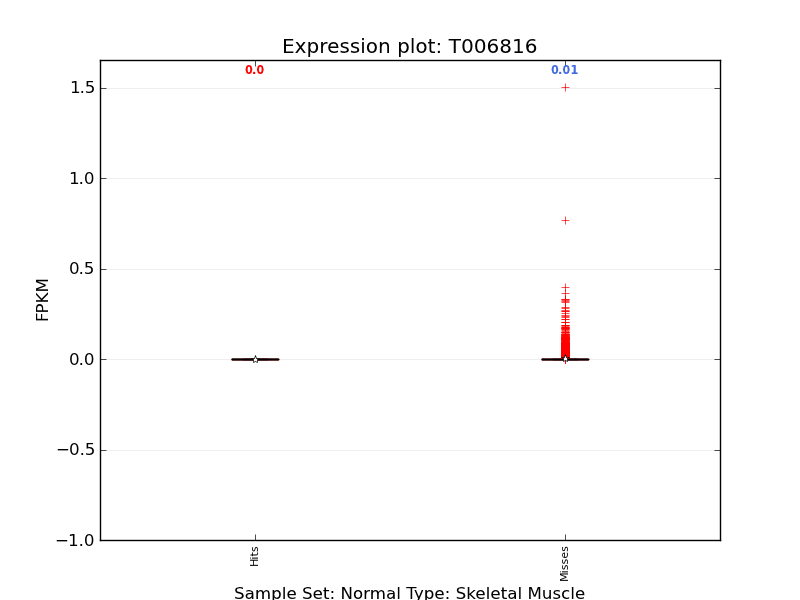 Expression plot: T006816
0.0
0.01
1.5
1.0
0.5
0.0
−0.5
−1.0
FPKM
Hits
Misses
Sample Set: Normal Type: Skeletal Muscle